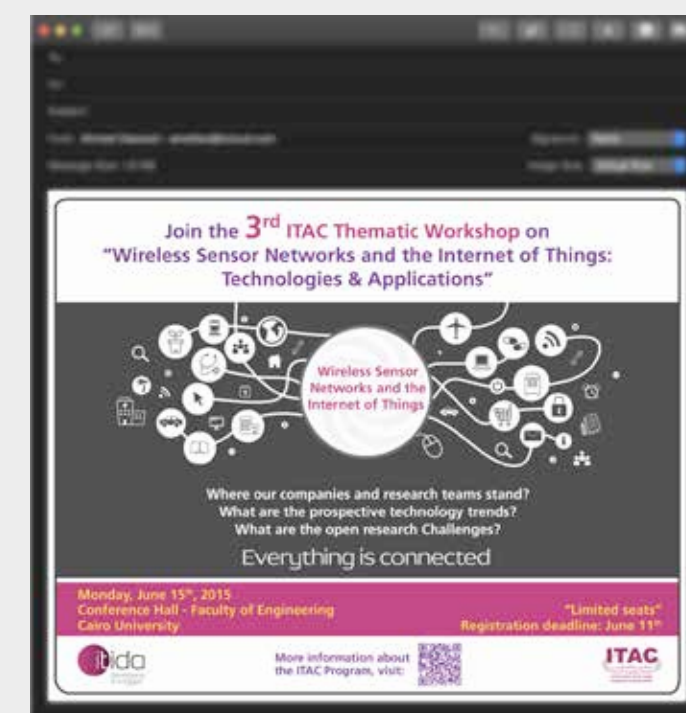 Join the 3rd ITAC Thematic Workshop on
"Wireless Sensor Networks and the Internet of Things:
Technologies & Applications"
Wireless Sensor
Networks and the
Internet of Things
Where our companies and research teams stand?
What are the prospective technology trends?
What are the open research Challenges?
Everything is connected
Monday, June 15th, 2015
Conference Hall - Faculty of Engineering
Cairo University
"Limited seats"
Registration deadline: June 11th
itida
More information about
the ITAC Program, visit:
ITAC